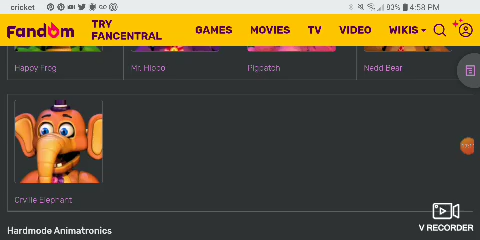 cricket 83% 4:58 PM
Fandom TRY FANCENTRAL GAMES MOVIES TV VIDEO WIKIS
Happy Frog Mr. Hippo Pigpatch Nedd Bear
Orville Elephant
Hardmode Animatronics
V RECORDER